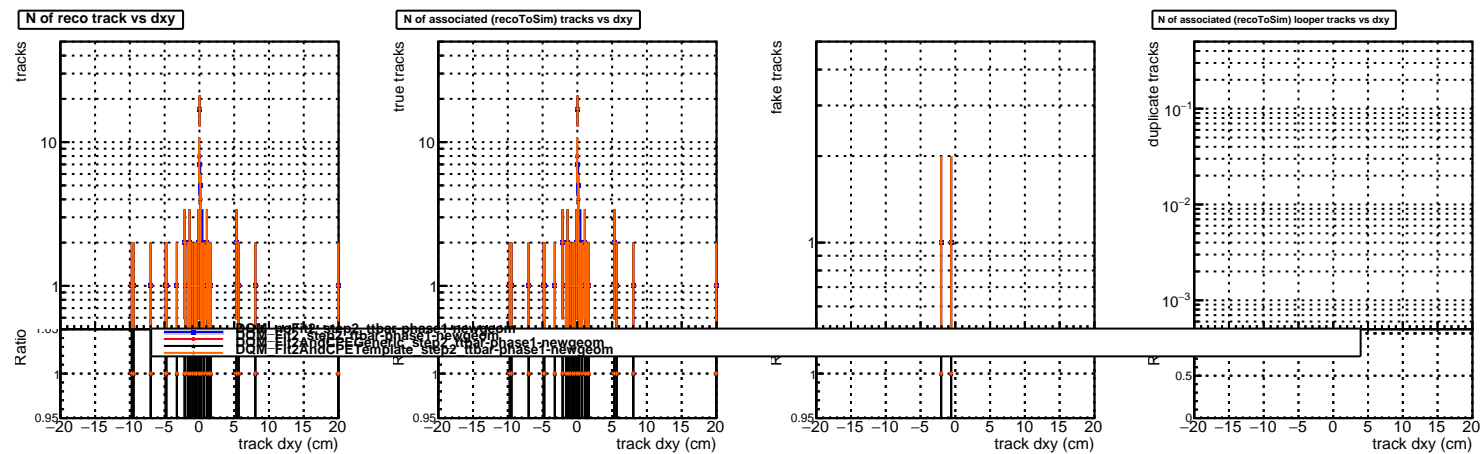 N of reco track vs dxy
tracks
10
1
Ratio
1
0.95
−20 −15 −10 −5 0 5 10 15 20
track dxy (cm)
N of associated (recoToSim) tracks vs dxy
true tracks
10
1
1
0.95
−20 −15 −10 −5 0 5 10 15 20
track dxy (cm)
fake tracks
1
1
0.95
−20 −15 −10 −5 0 5 10 15 20
track dxy (cm)
N of associated (recoToSim) looper tracks vs dxy
duplicate tracks
10−1
10−2
10−3
0.5
0
−20 −15 −10 −5 0 5 10 15 20
track dxy (cm)
DQM_Fit2AndCPEGeneric_step2_ttbar-phase1-newgeom
DQM_Fit2AndCPETemplate_step2_ttbar-phase1-newgeom